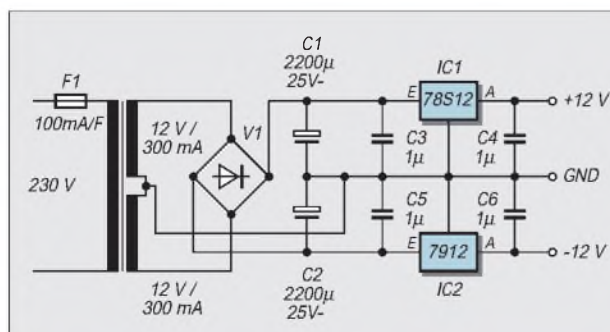 F1
100mA/F
230 V
12 V /
300 mA
12 V /
300 mA
V1
C1
2200µ
25V-
C2
2200µ
25V-
C3
1µ
C5
1µ
E
IC1
78S12
A
E
7912
A
IC2
C4
1µ
C6
1µ
+12 V
GND
-12 V